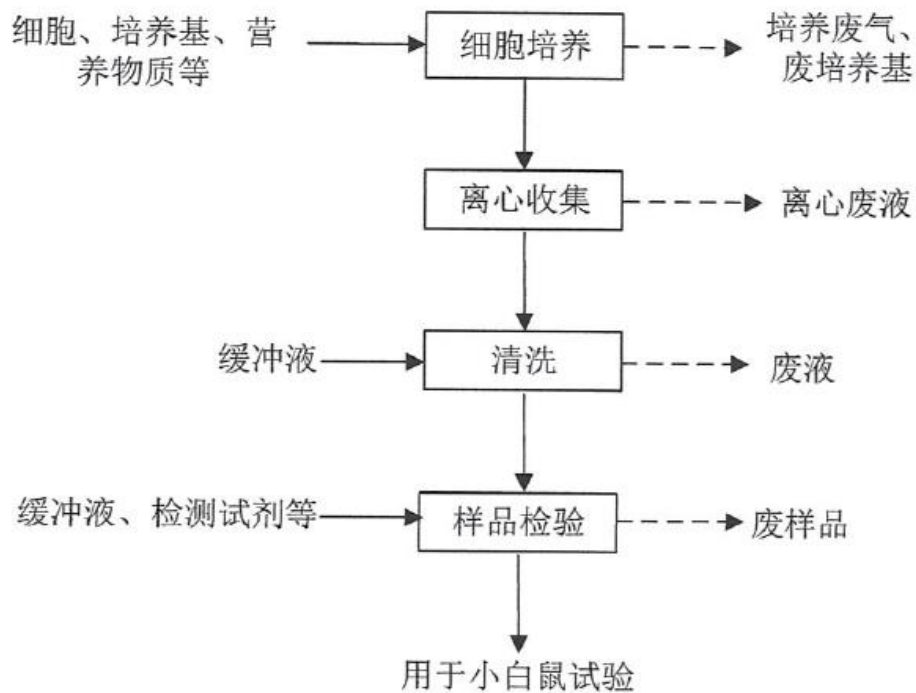 细胞、培养基、营
养物质等
细胞培养
培养废气、
废培养基
离心收集
离心废液
缓冲液
清洗
废液
缓冲液、检测试剂等
样品检验
废样品
用于小白鼠试验